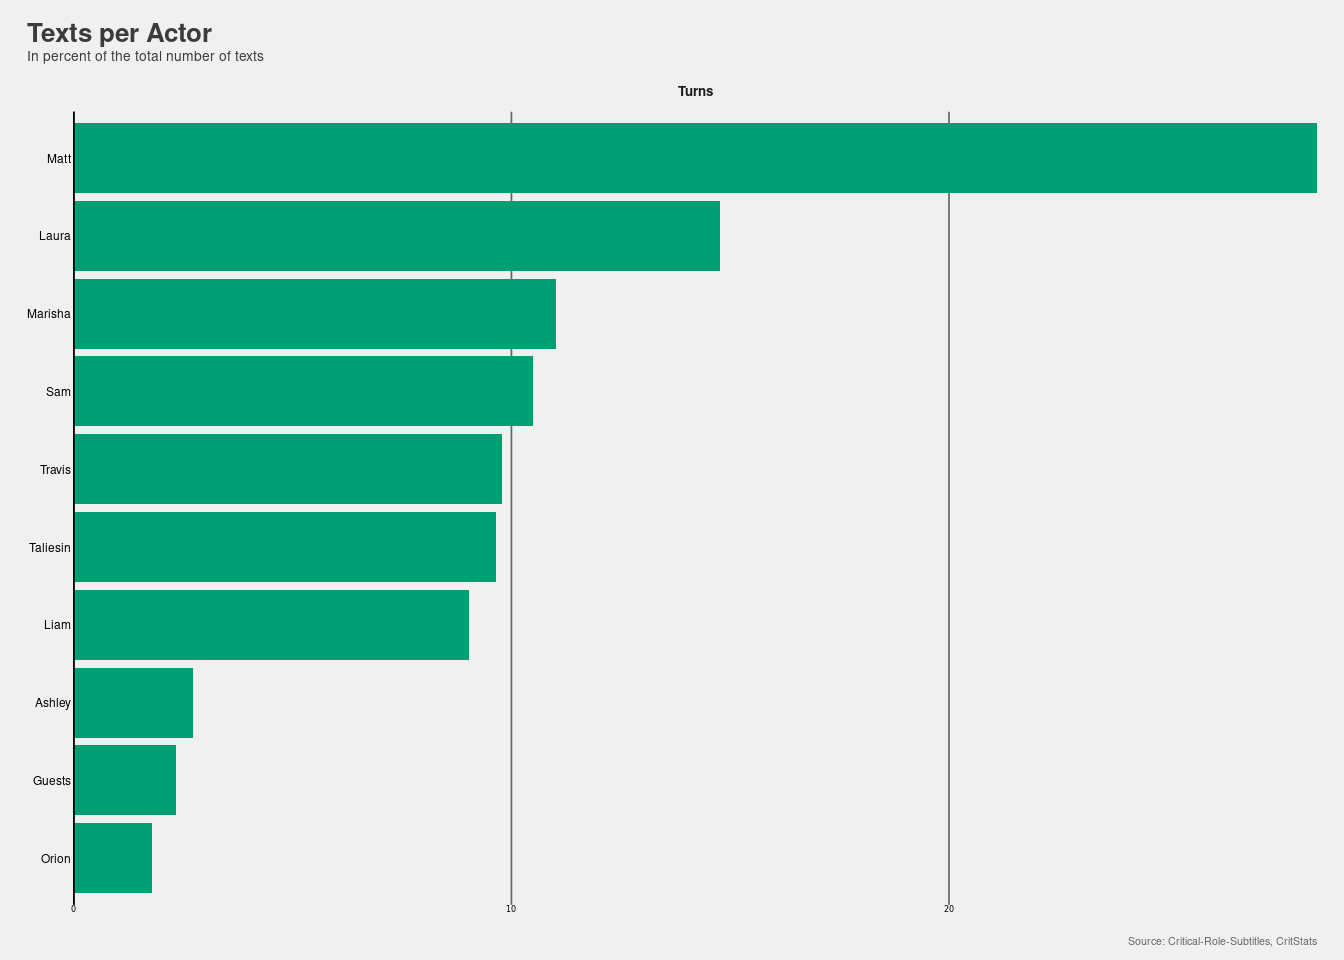 Texts per Actor
In percent of the total number of texts
Turns
Matt
Laura
Marisha
Sam
Travis
Taliesin
Liam
Ashley
Guests
Orion
0 10 20
Source: Critical-Role-Subtitles, CritStats